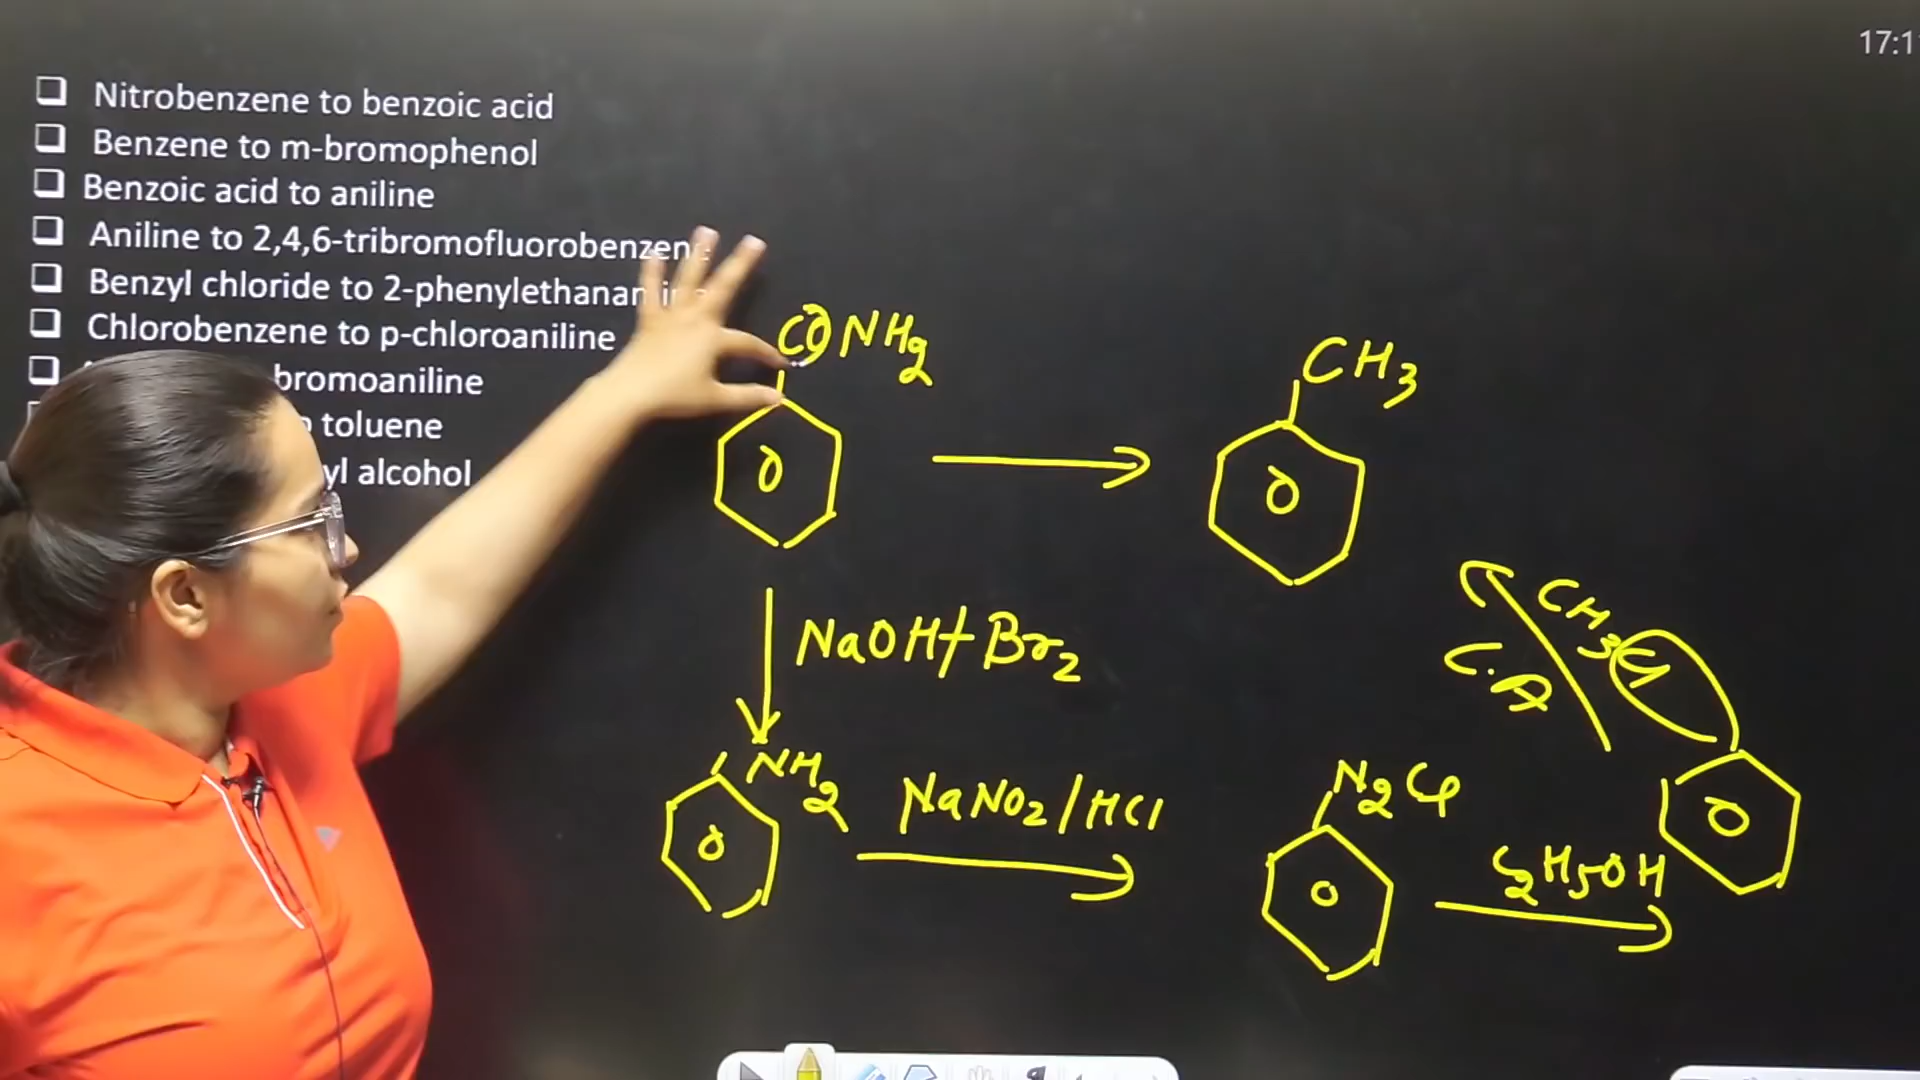 17:1
Nitrobenzene to benzoic acid
Benzene to m-bromophenol
Benzoic acid to aniline
Aniline to 2,4,6-tribromofluorobenzene
Benzyl chloride to 2-phenylethanamine
Chlorobenzene to p-chloroaniline
bromoaniline
toluene
yl alcohol
CONH2
CH3
NaOH/Br2
CH3Cl
C.A
NH2
NaNO2/HCl
N2Cl
C2H5OH